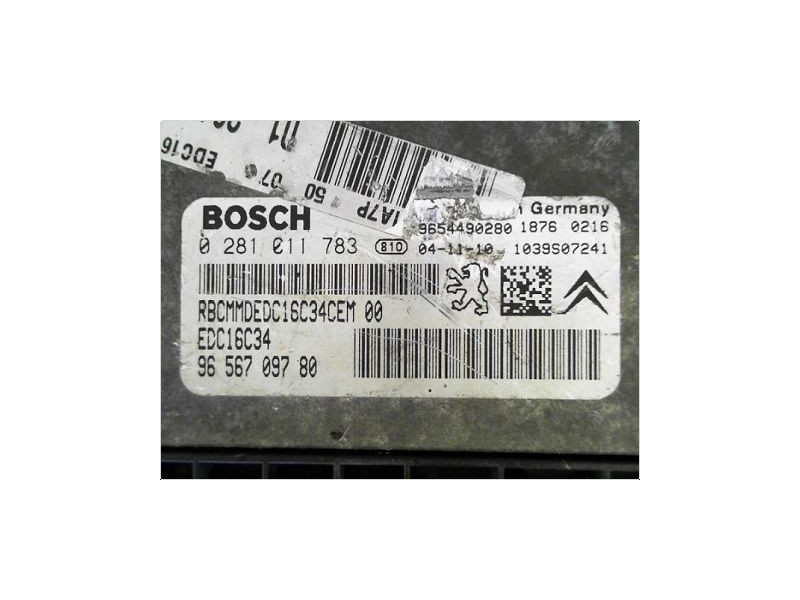 EDC16
07
50
1A7P
BOSCH
Germany
9654490280 1876 0216
0 281 011 783 810 04-11-10 1039S07241
RBCMMDEDC16C34CEM 00
EDC16C34
96 567 097 80